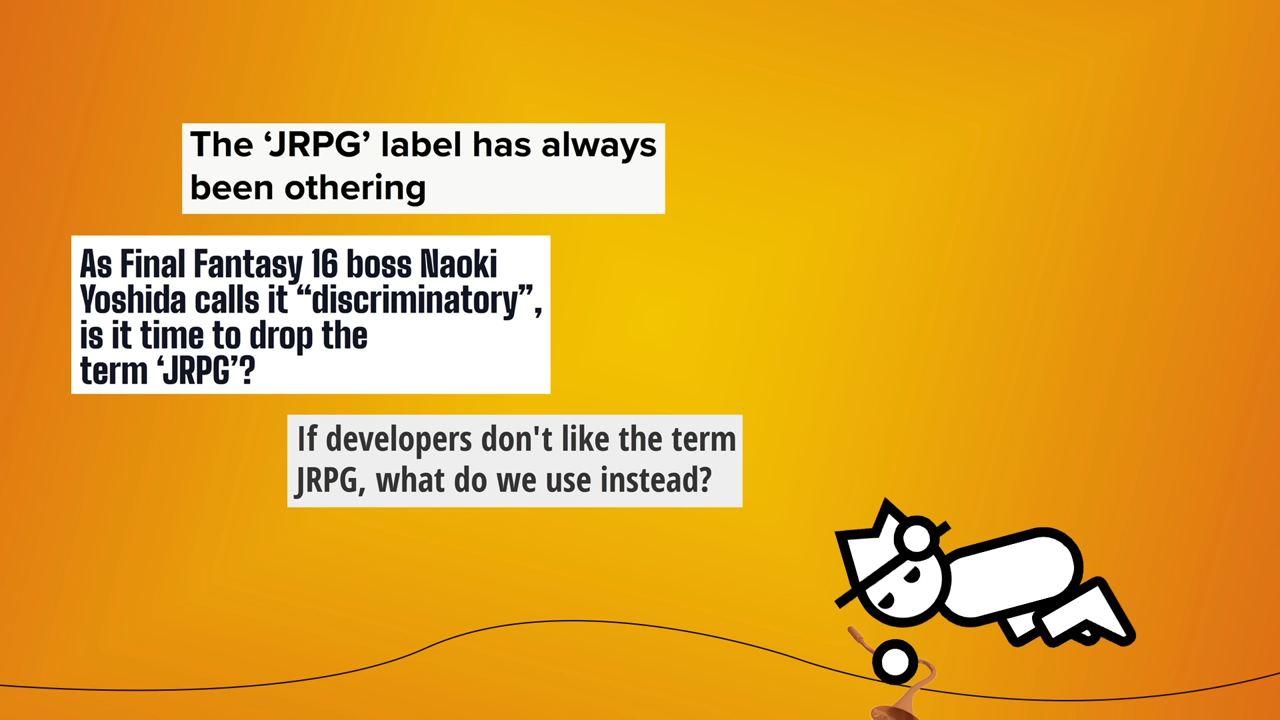 The ‘JRPG’ label has always
been othering
As Final Fantasy 16 boss Naoki
Yoshida calls it “discriminatory”,
is it time to drop the
term ‘JRPG’?
If developers don't like the term
JRPG, what do we use instead?